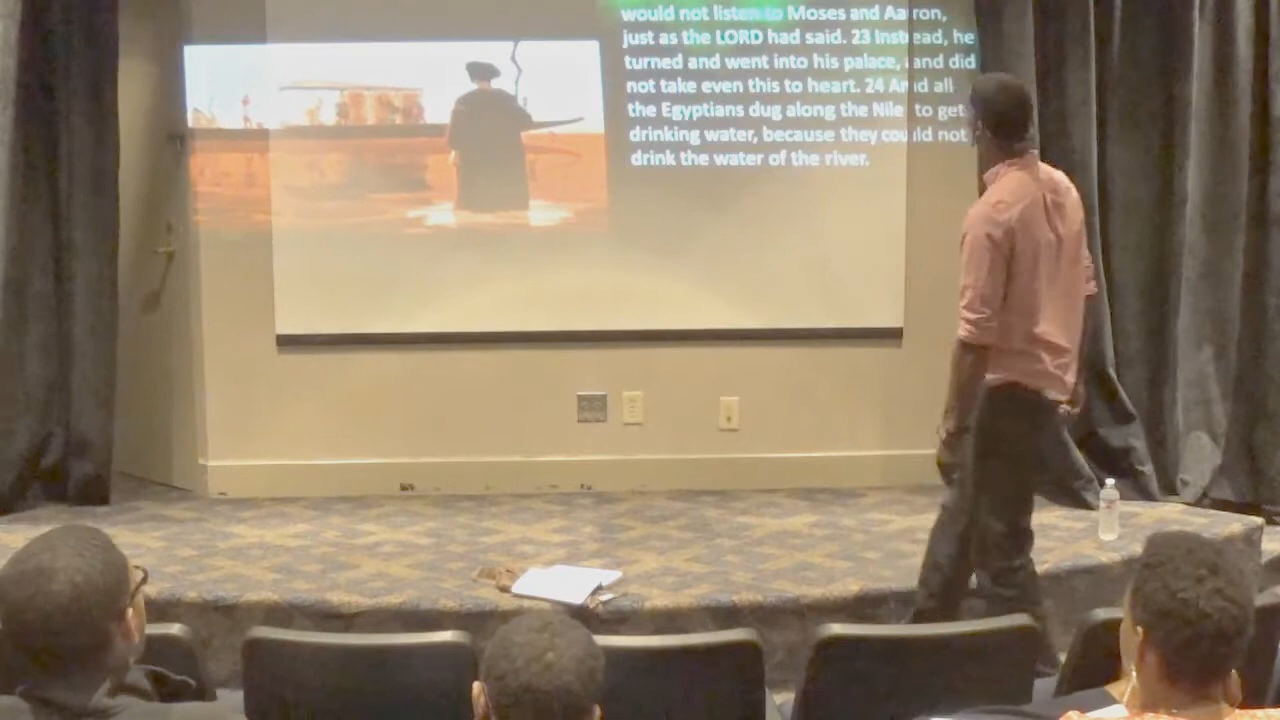 would not listen to Moses and Aaron,
just as the LORD had said. 23 Instead, he
turned and went into his palace, and did
not take even this to heart. 24 And all
the Egyptians dug along the Nile to get
drinking water, because they could not
drink the water of the river.